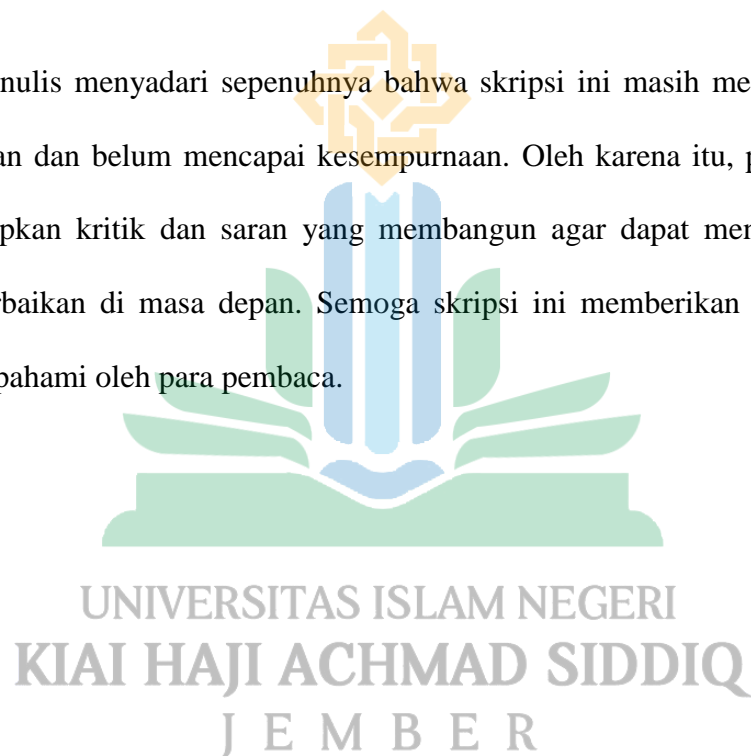 nulis menyadari sepenuhnya bahwa skripsi ini masih me
an dan belum mencapai kesempurnaan. Oleh karena itu, p
pkan kritik dan saran yang membangun agar dapat men
rbaikan di masa depan. Semoga skripsi ini memberikan
pahami oleh para pembaca.
UNIVERSITAS ISLAM NEGERI
KIAI HAJI ACHMAD SIDDIQ
JEMBER